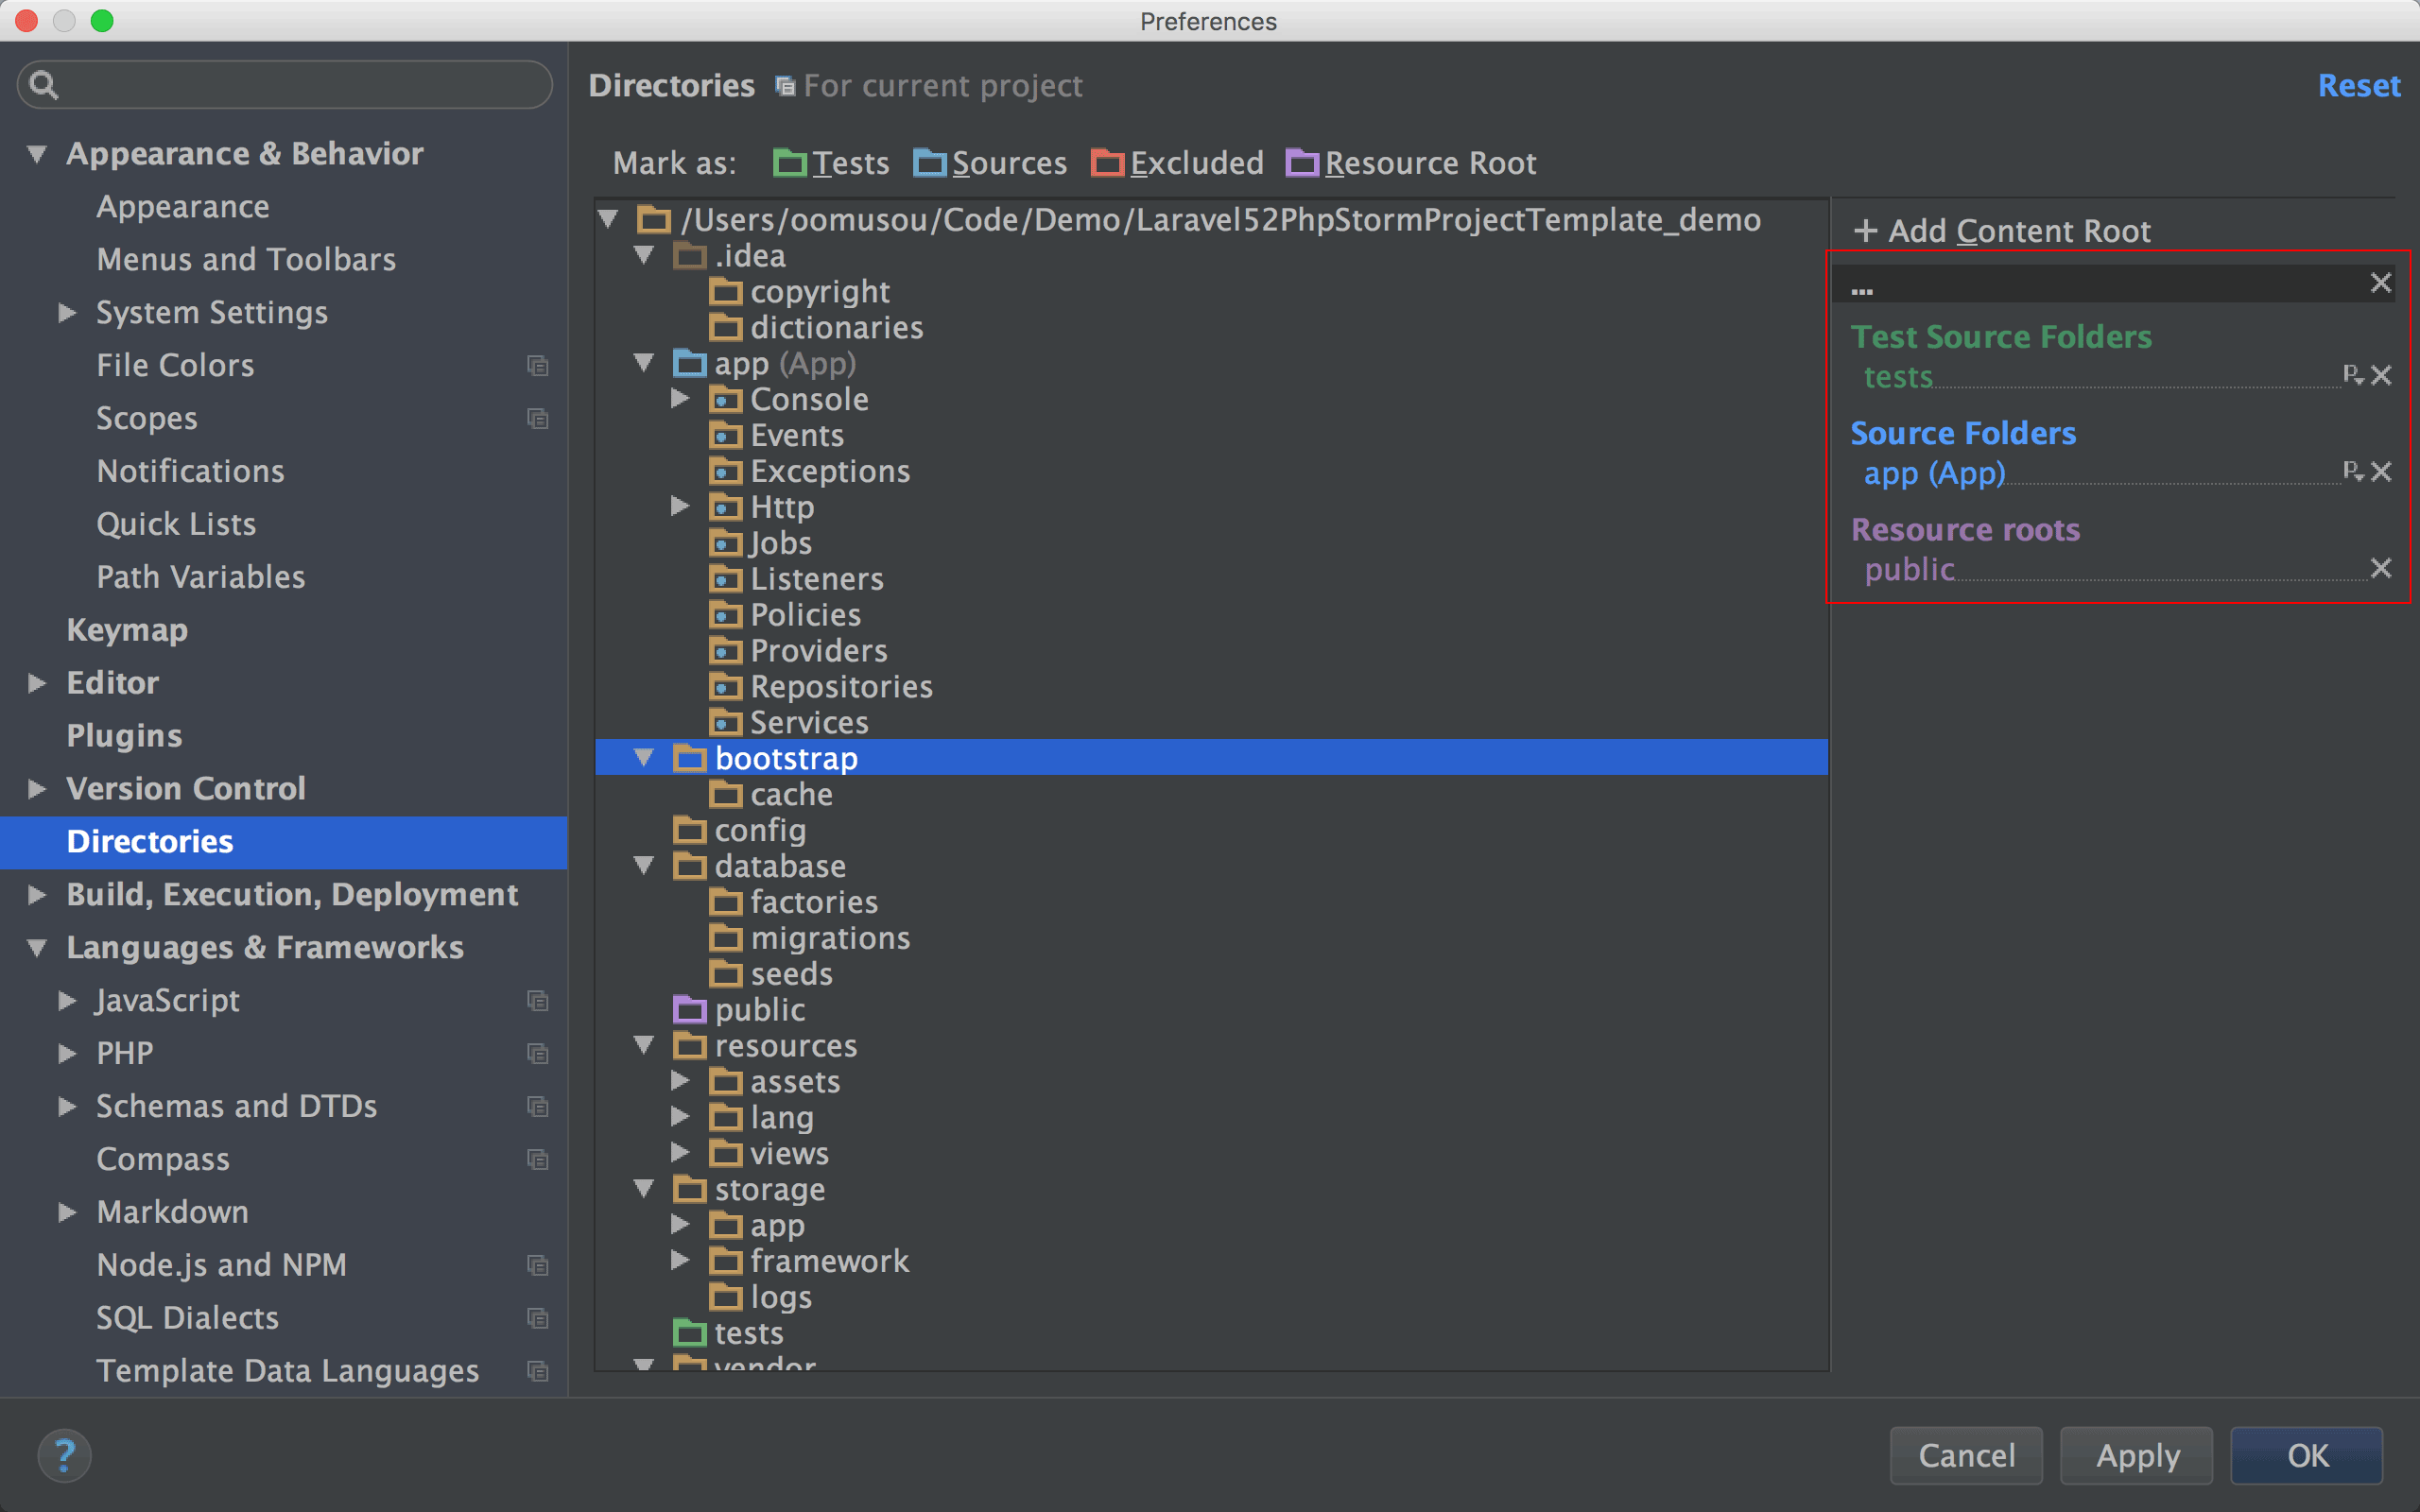 Preferences
Directories For current project
Reset
Mark as: Tests Sources Excluded Resource Root
Appearance & Behavior
Appearance
Menus and Toolbars
System Settings
File Colors
Scopes
Notifications
Quick Lists
Path Variables
Keymap
Editor
Plugins
Version Control
Directories
Build, Execution, Deployment
Languages & Frameworks
JavaScript
PHP
Schemas and DTDs
Compass
Markdown
Node.js and NPM
SQL Dialects
Template Data Languages
/Users/oomusou/Code/Demo/Laravel52PhpStormProjectTemplate_demo
.idea
copyright
dictionaries
app (App)
Console
Events
Exceptions
Http
Jobs
Listeners
Policies
Providers
Repositories
Services
bootstrap
cache
config
database
factories
migrations
seeds
public
resources
assets
lang
views
storage
app
framework
logs
tests
vendor
+ Add Content Root
...
Test Source Folders
tests
Source Folders
app (App)
Resource roots
public
?
Cancel
Apply
OK